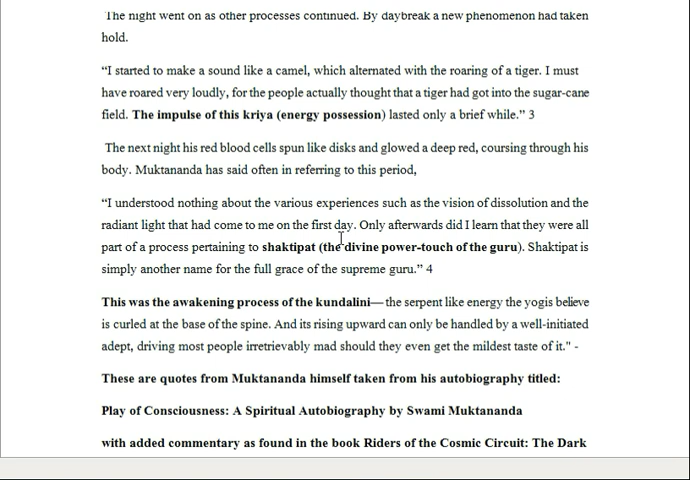 The night went on as other processes continued. By daybreak a new phenomenon had taken
hold.
“I started to make a sound like a camel, which alternated with the roaring of a tiger. I must
have roared very loudly, for the people actually thought that a tiger had got into the sugar-cane
field. The impulse of this kriya (energy possession) lasted only a brief while.” 3
The next night his red blood cells spun like disks and glowed a deep red, coursing through his
body. Muktananda has said often in referring to this period,
“I understood nothing about the various experiences such as the vision of dissolution and the
radiant light that had come to me on the first day. Only afterwards did I learn that they were all
part of a process pertaining to shaktipat (the divine power-touch of the guru). Shaktipat is
simply another name for the full grace of the supreme guru.” 4
This was the awakening process of the kundalini—the serpent like energy the yogis believe
is curled at the base of the spine. And its rising upward can only be handled by a well-initiated
adept, driving most people irretrievably mad should they even get the mildest taste of it." -
These are quotes from Muktananda himself taken from his autobiography titled:
Play of Consciousness: A Spiritual Autobiography by Swami Muktananda
with added commentary as found in the book Riders of the Cosmic Circuit: The Dark